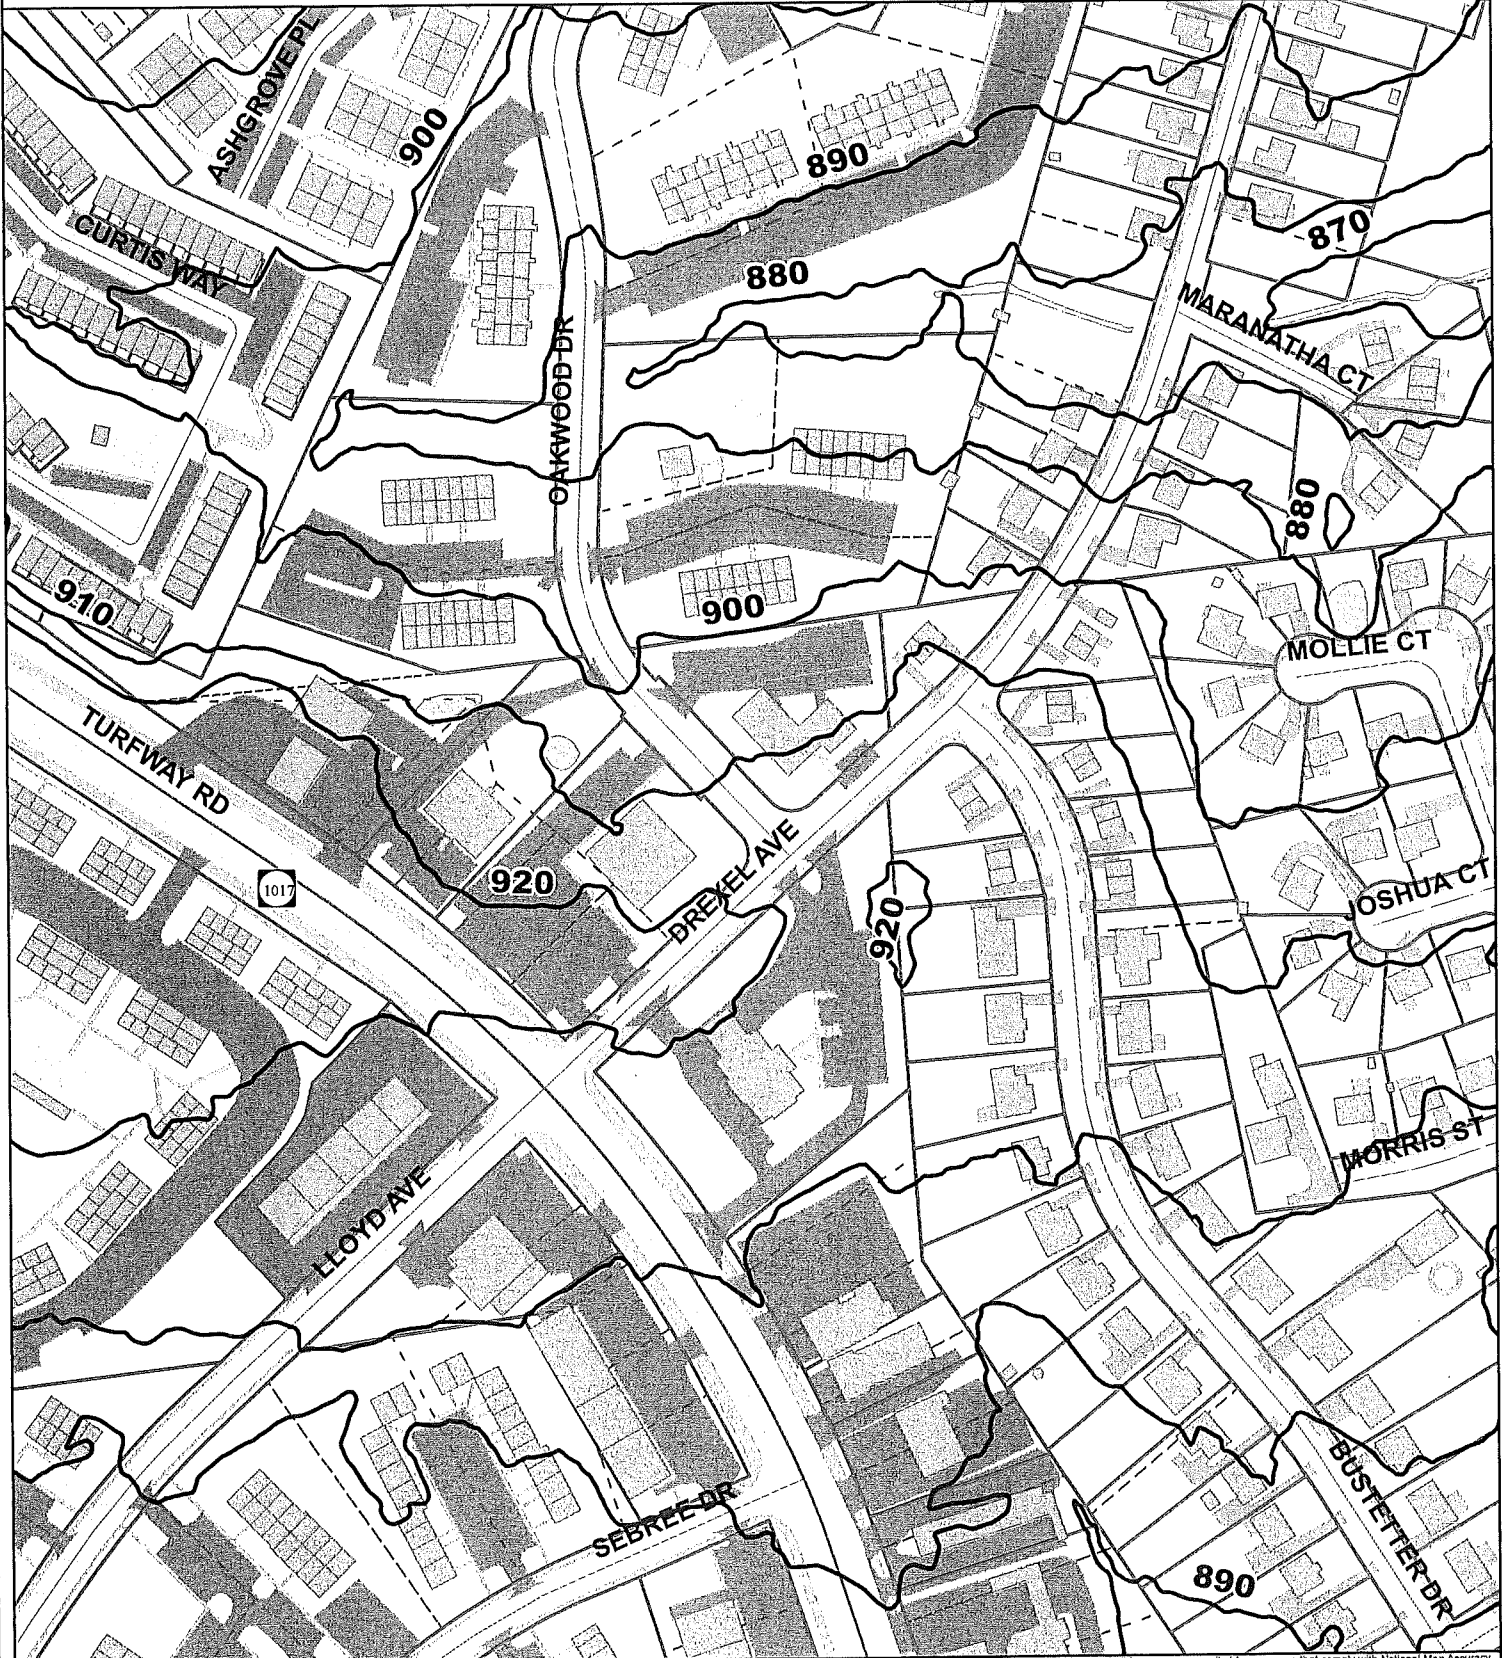 ASHGROVE PL
900
890
CURTIS WAY
870
880
MARANATHA CT
OAKWOOD DR
880
910
900
MOLLIE CT
TURFWAY RD
1017
920
DREXEL AVE
920
JOSHUA CT
MORRIS ST
LLOYD AVE
SEBREE DR
BUSTETTER DR
890